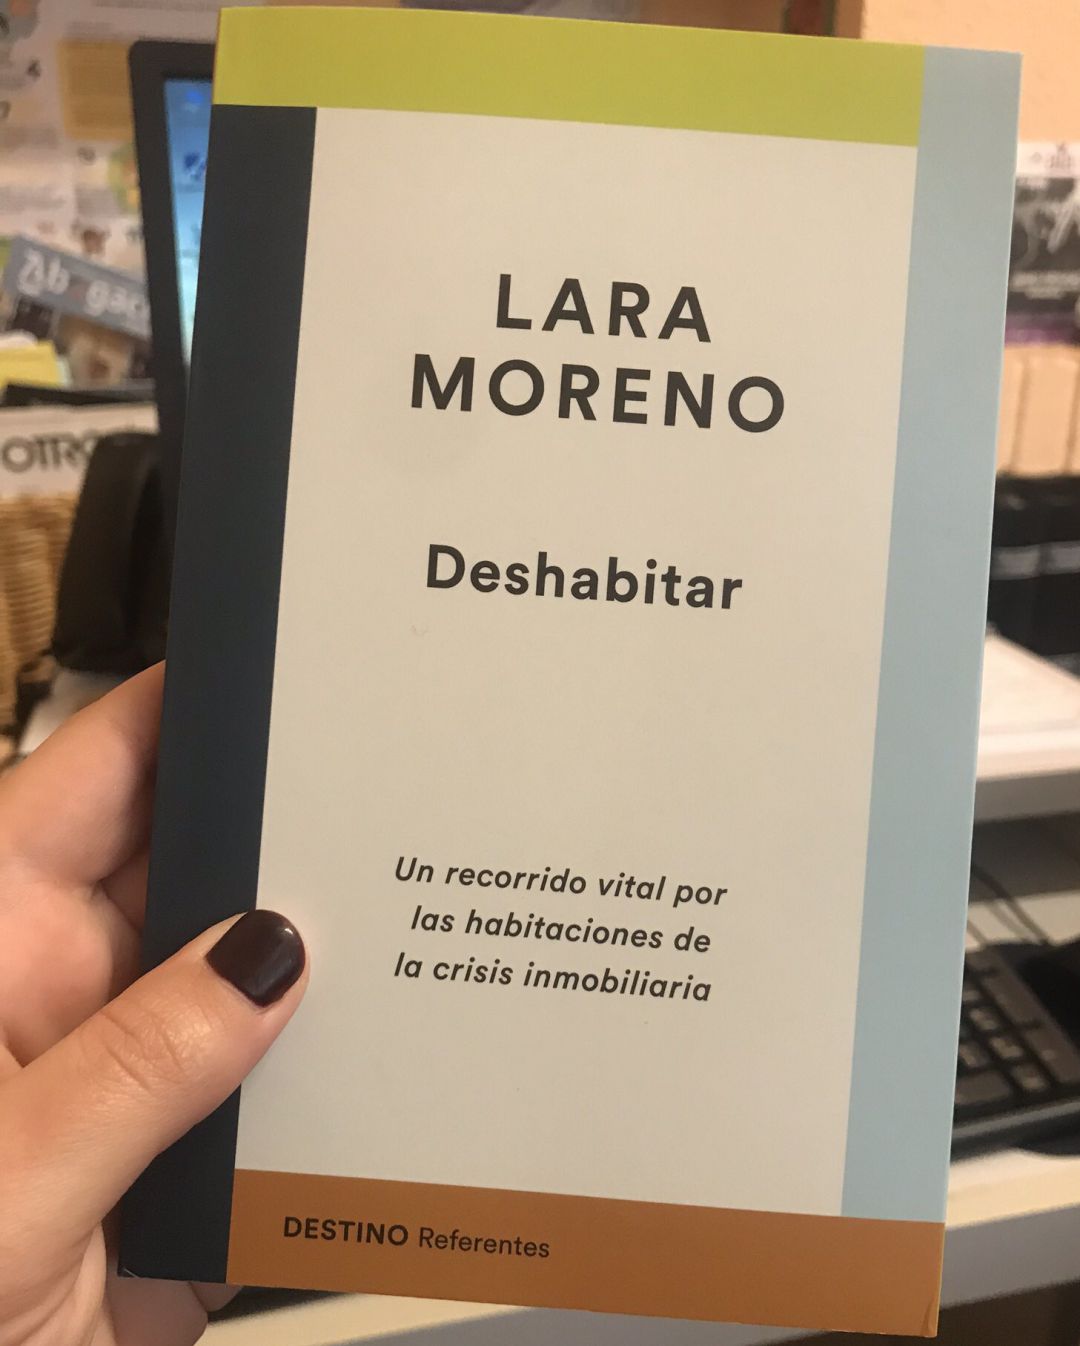 LARA
MORENO
Deshabitar
Un recorrido vital por
las habitaciones de
la crisis inmobiliaria
DESTINO Referentes